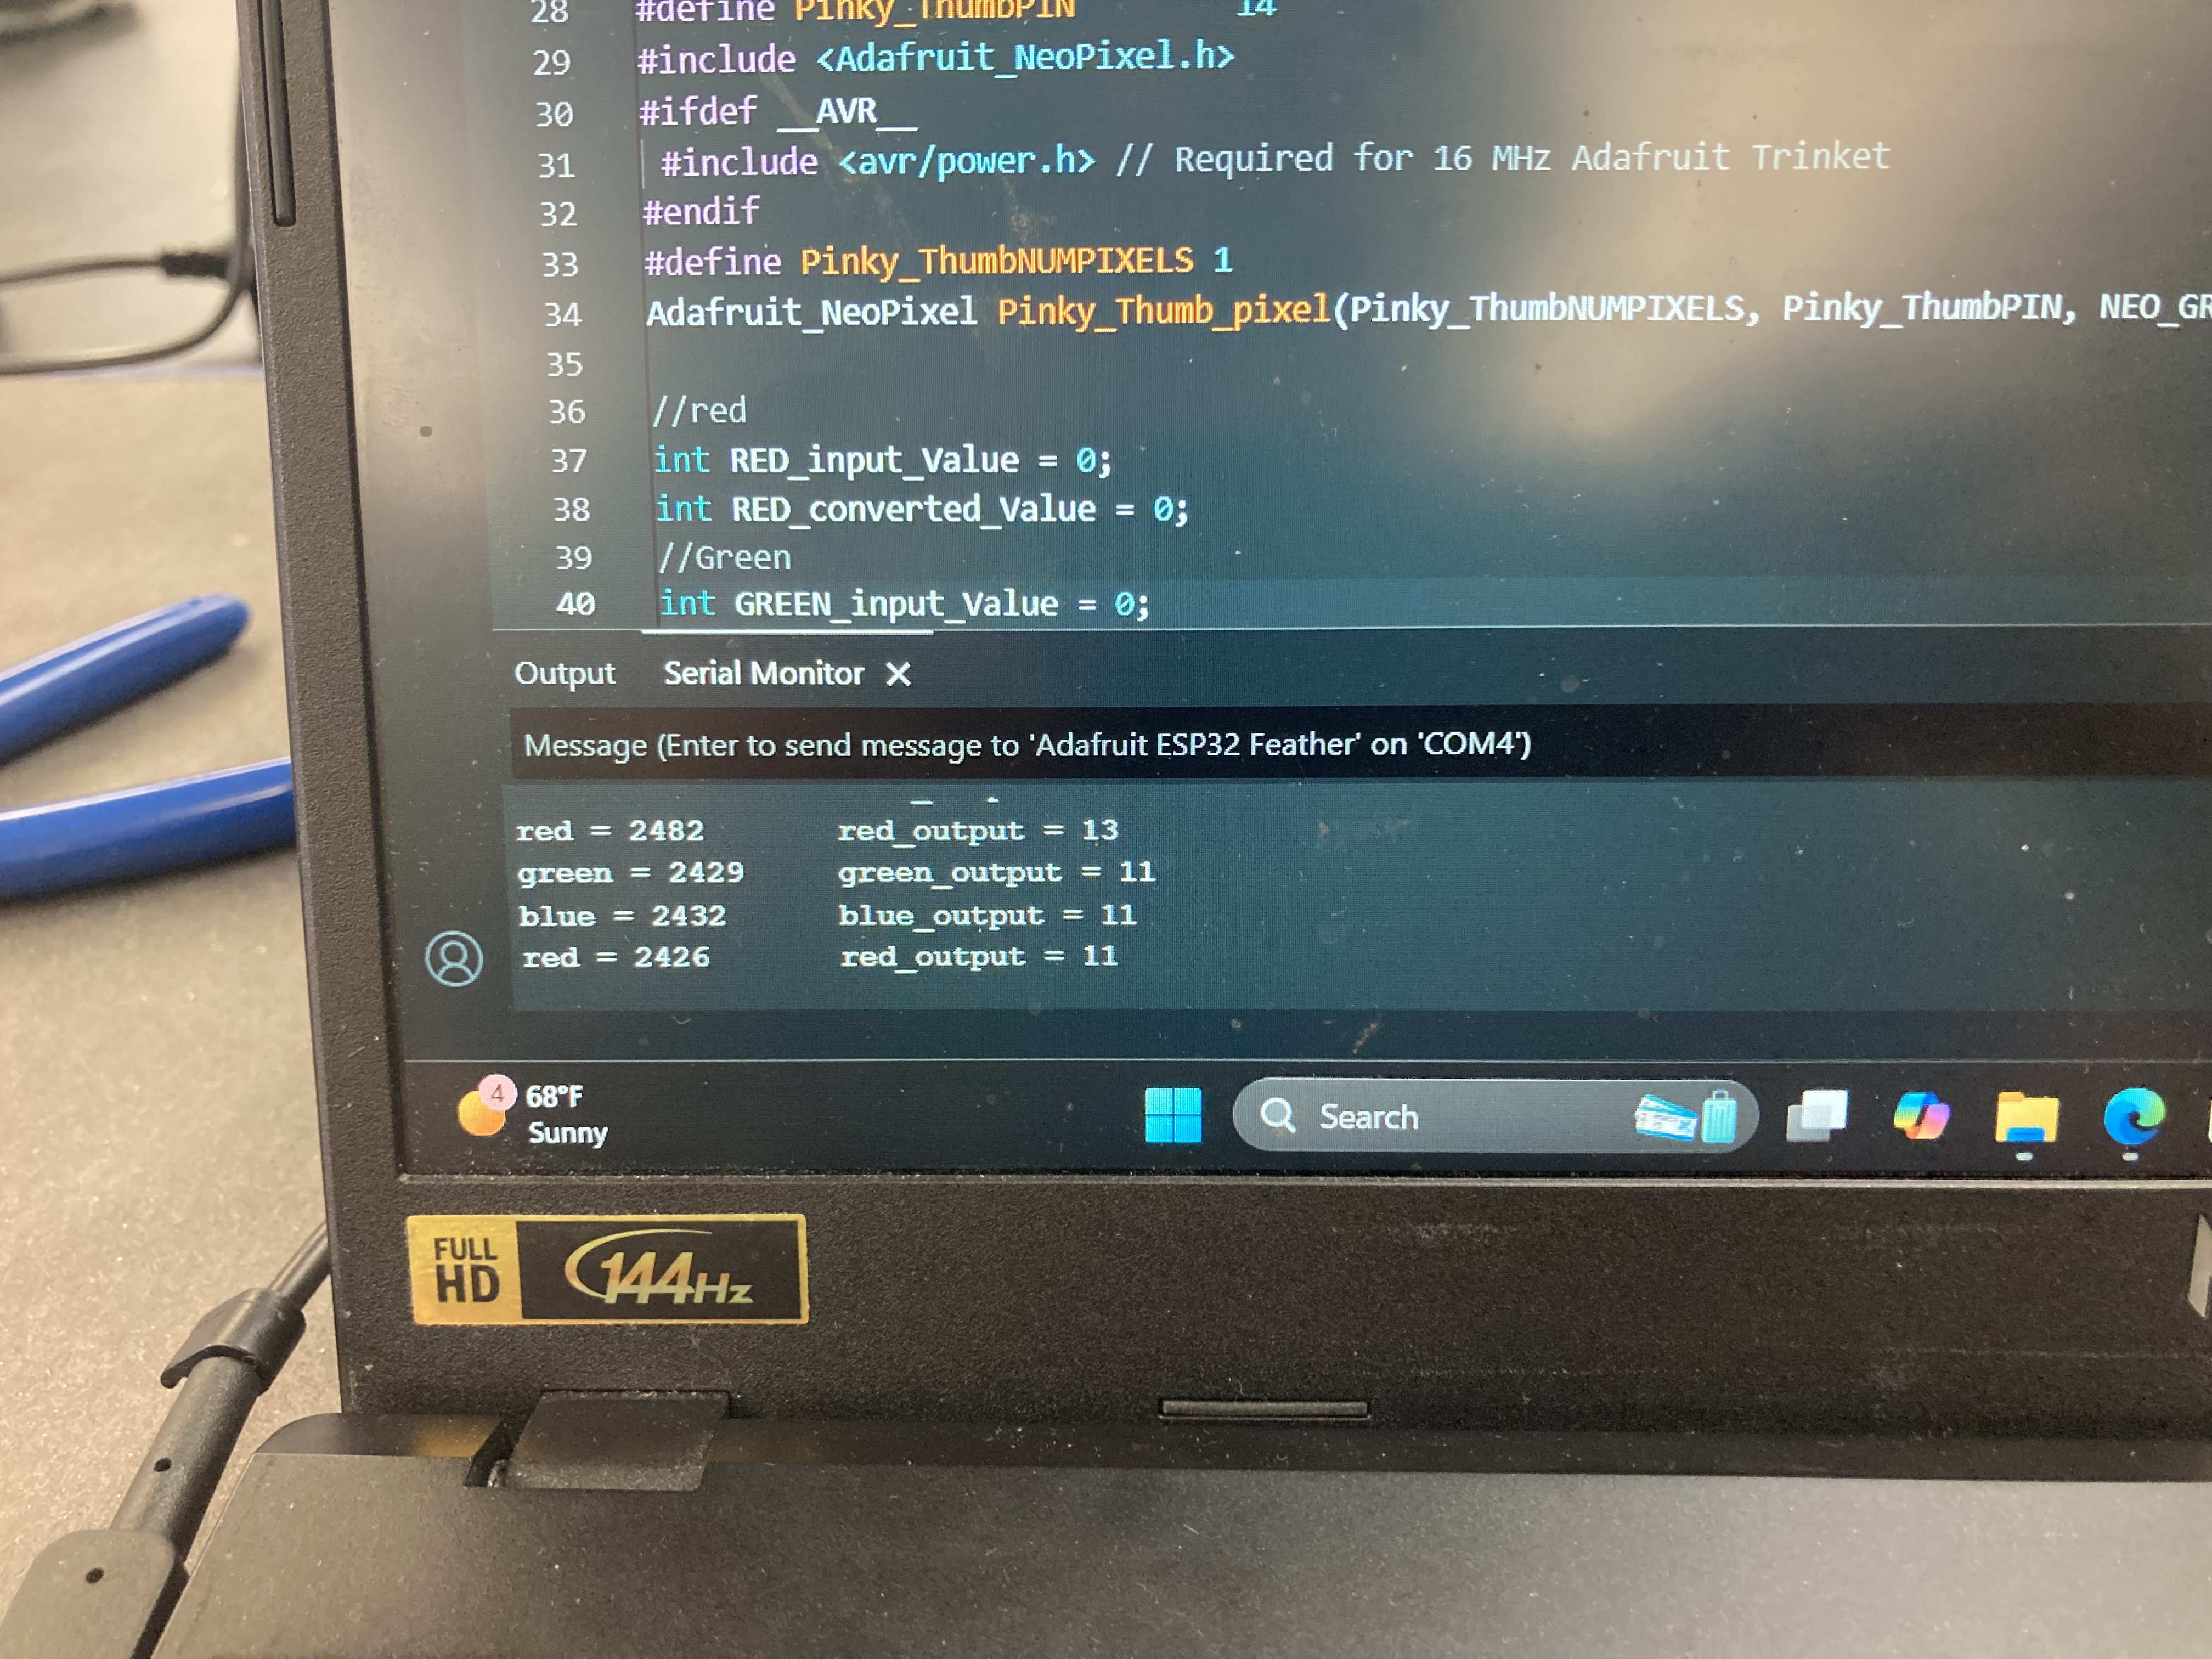 28 #define Pinky_ThumbPIN 14
29 #include <Adafruit_NeoPixel.h>
30 #ifdef __AVR__
31 #include <avr/power.h> // Required for 16 MHz Adafruit Trinket
32 #endif
33 #define Pinky_ThumbNUMPIXELS 1
34 Adafruit_NeoPixel Pinky_Thumb_pixel(Pinky_ThumbNUMPIXELS, Pinky_ThumbPIN, NEO_GR
35
36 //red
37 int RED_input_Value = 0;
38 int RED_converted_Value = 0;
39 //Green
40 int GREEN_input_Value = 0;
Output Serial Monitor
Message (Enter to send message to 'Adafruit ESP32 Feather' on 'COM4')
red = 2482 red_output = 13
green = 2429 green_output = 11
blue = 2432 blue_output = 11
red = 2426 red_output = 11
4 68°F
Sunny
Search
FULL HD 144Hz